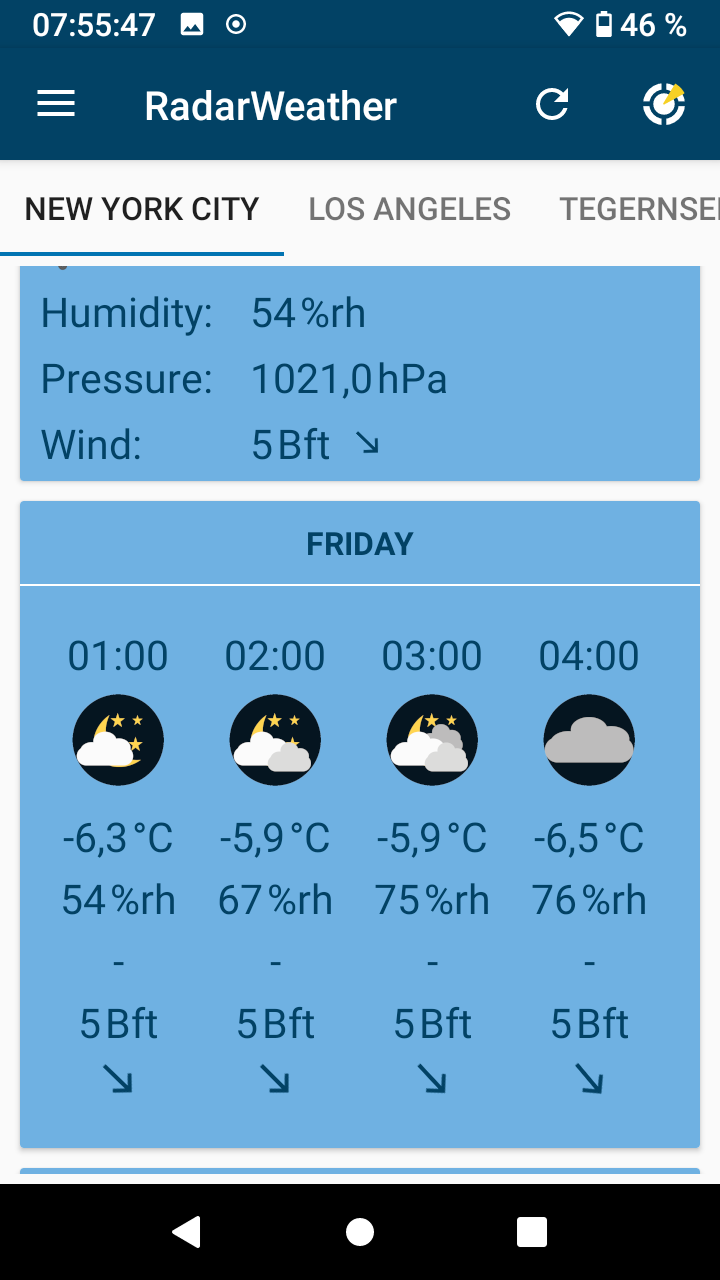 07:55:47 46 %
RadarWeather
NEW YORK CITY LOS ANGELES TEGERNSE
Humidity: 54 %rh
Pressure: 1021,0 hPa
Wind: 5 Bft ↘
FRIDAY
01:00 02:00 03:00 04:00
-6,3 °C -5,9 °C -5,9 °C -6,5 °C
54 %rh 67 %rh 75 %rh 76 %rh
- - - -
5 Bft 5 Bft 5 Bft 5 Bft
↘ ↘ ↘ ↘